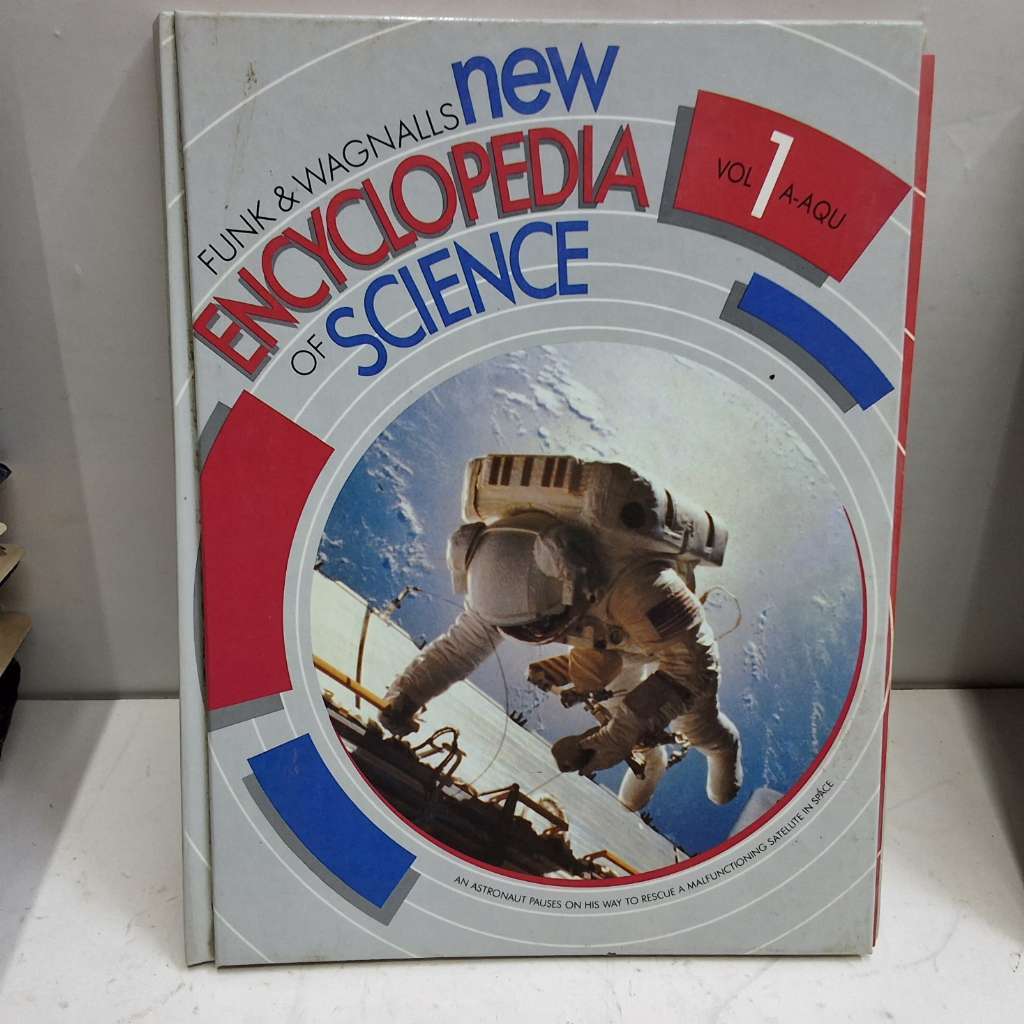 FUNK & WAGNALLS new
ENCYCLOPEDIA
OF SCIENCE
VOL 1 A-AQU
AN ASTRONAUT PAUSES ON HIS WAY TO RESCUE A MALFUNCTIONING SATELLITE IN SPACE